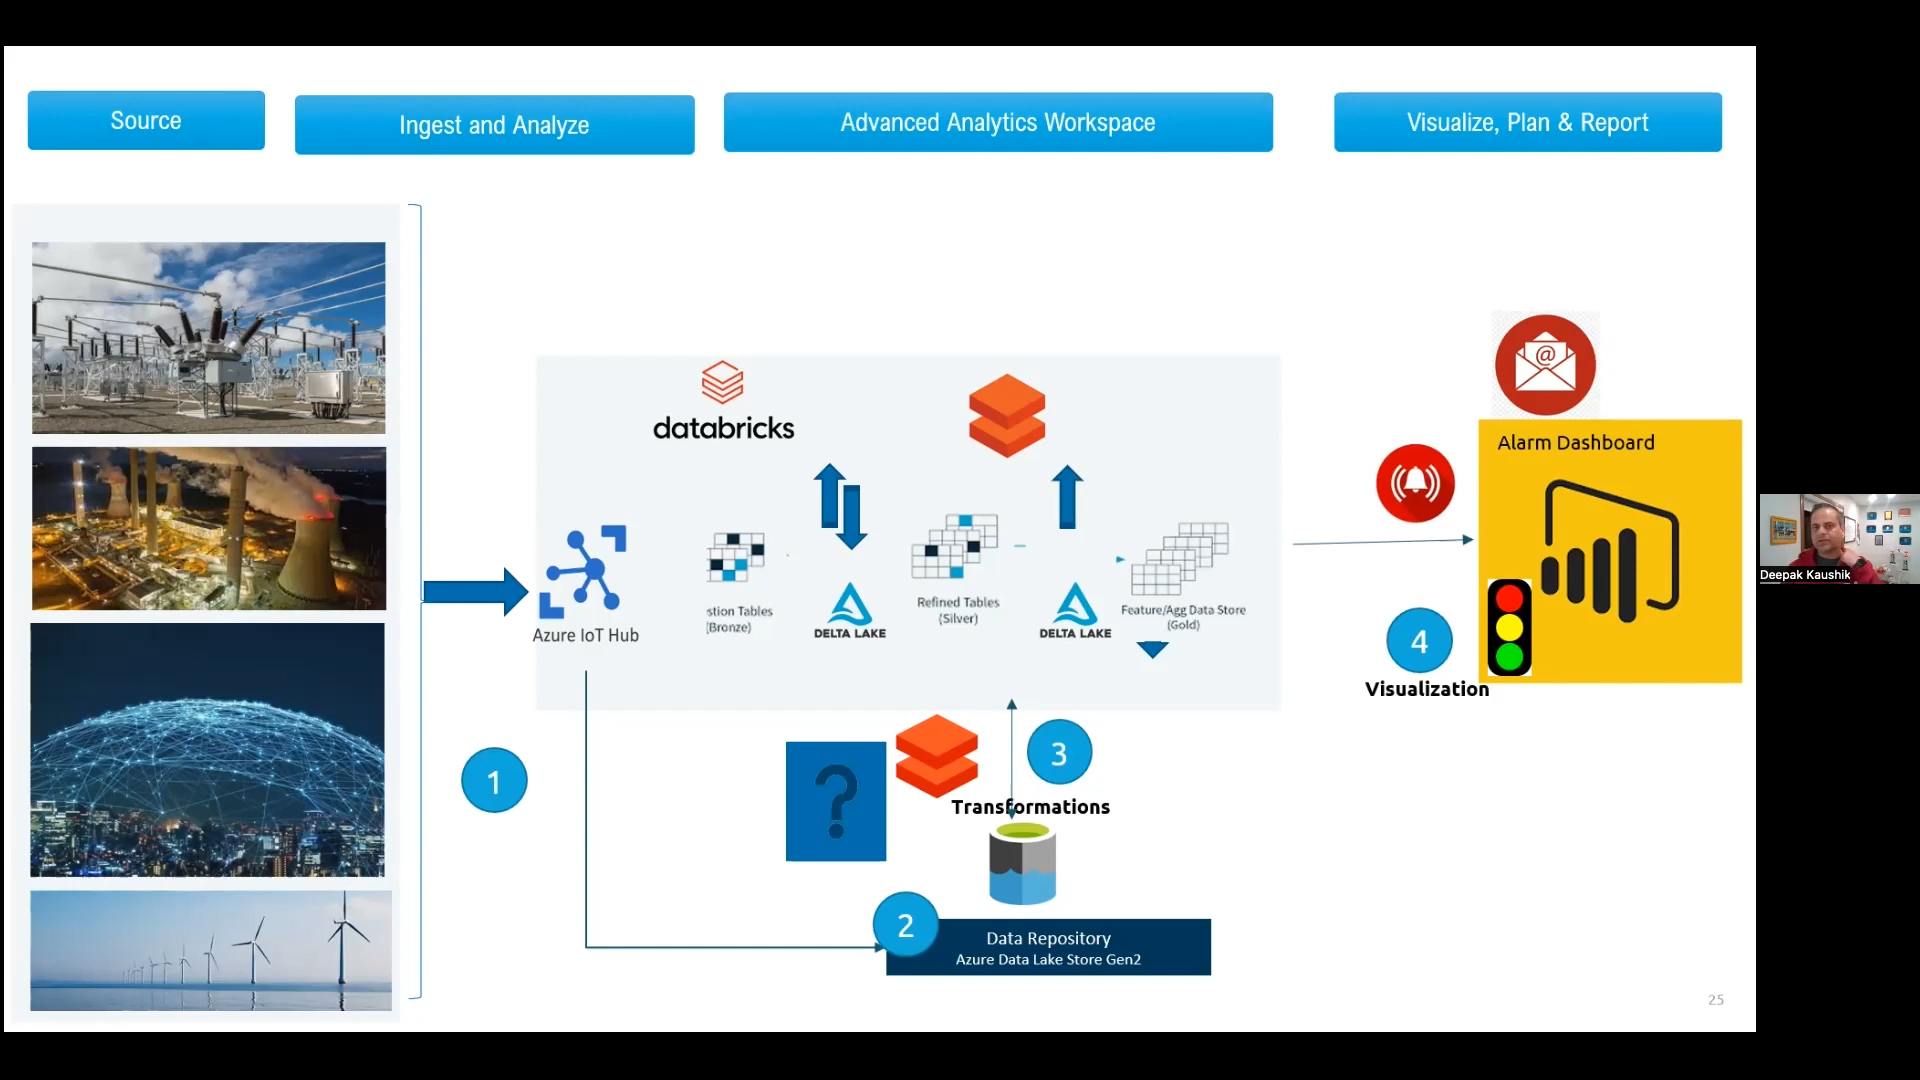 Source
Ingest and Analyze
Advanced Analytics Workspace
Visualize, Plan & Report
databricks
@
Alarm Dashboard
Azure IoT Hub
stion Tables
(Bronze)
DELTA LAKE
Refined Tables
(Silver)
DELTA LAKE
Feature/Agg Data Store
(Gold)
Deepak Kaushik
4
Visualization
1
?
3
Transformations
2
Data Repository
Azure Data Lake Store Gen2
25